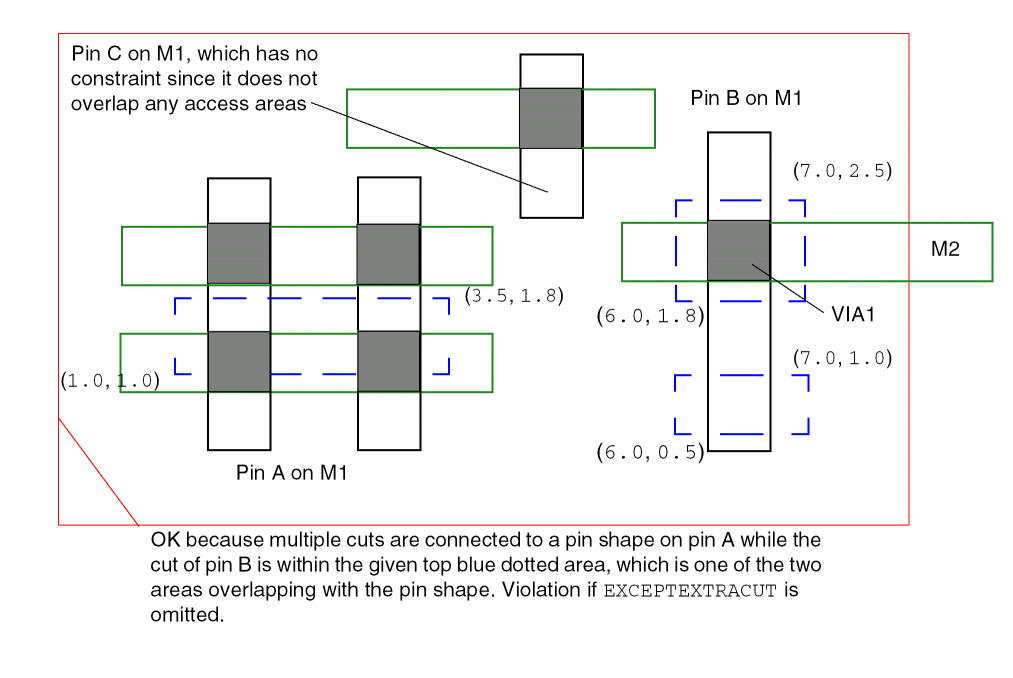 Pin C on M1, which has no
constraint since it does not
overlap any access areas
Pin B on M1
(7.0, 2.5)
M2
(3.5, 1.8)
(6.0, 1.8)
VIA1
(7.0, 1.0)
(1.0, 1.0)
(6.0, 0.5)
Pin A on M1
OK because multiple cuts are connected to a pin shape on pin A while the
cut of pin B is within the given top blue dotted area, which is one of the two
areas overlapping with the pin shape. Violation if EXCEPTEXTRACUT is
omitted.